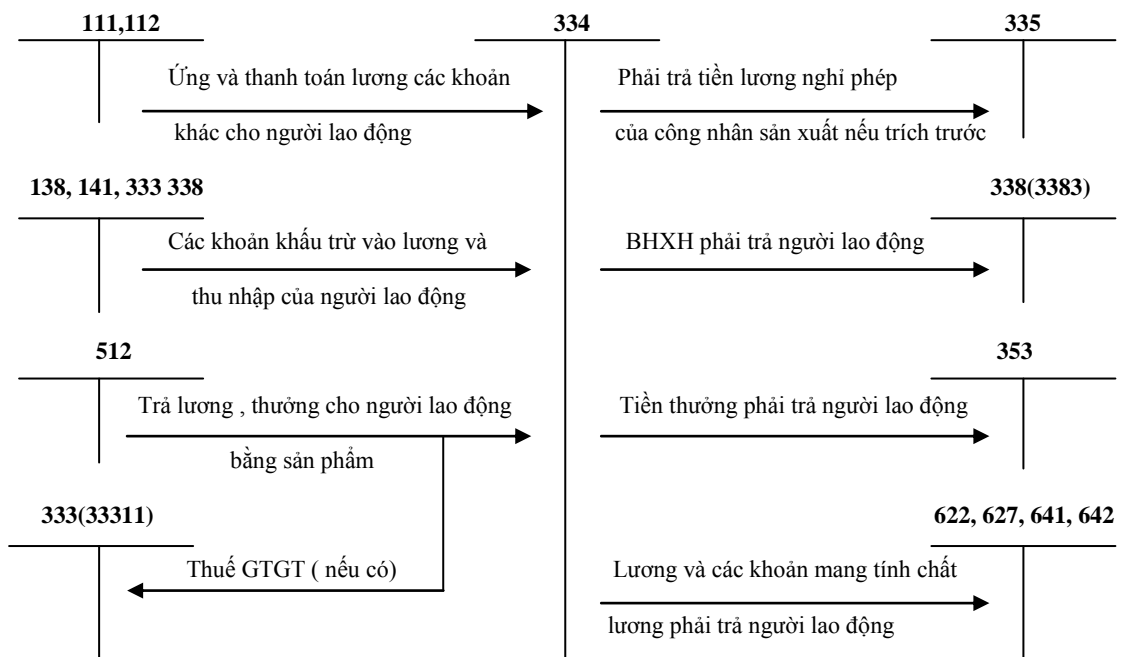 111,112
334
335
Ứng và thanh toán lương các khoản
khác cho người lao động
Phải trả tiền lương nghỉ phép
của công nhân sản xuất nếu trích trước
138, 141, 333 338
338(3383)
Các khoản khấu trừ vào lương và
thu nhập của người lao động
BHXH phải trả người lao động
512
353
Trả lương , thưởng cho người lao động
bằng sản phẩm
Tiền thưởng phải trả người lao động
333(33311)
622, 627, 641, 642
Thuế GTGT ( nếu có)
Lương và các khoản mang tính chất
lương phải trả người lao động